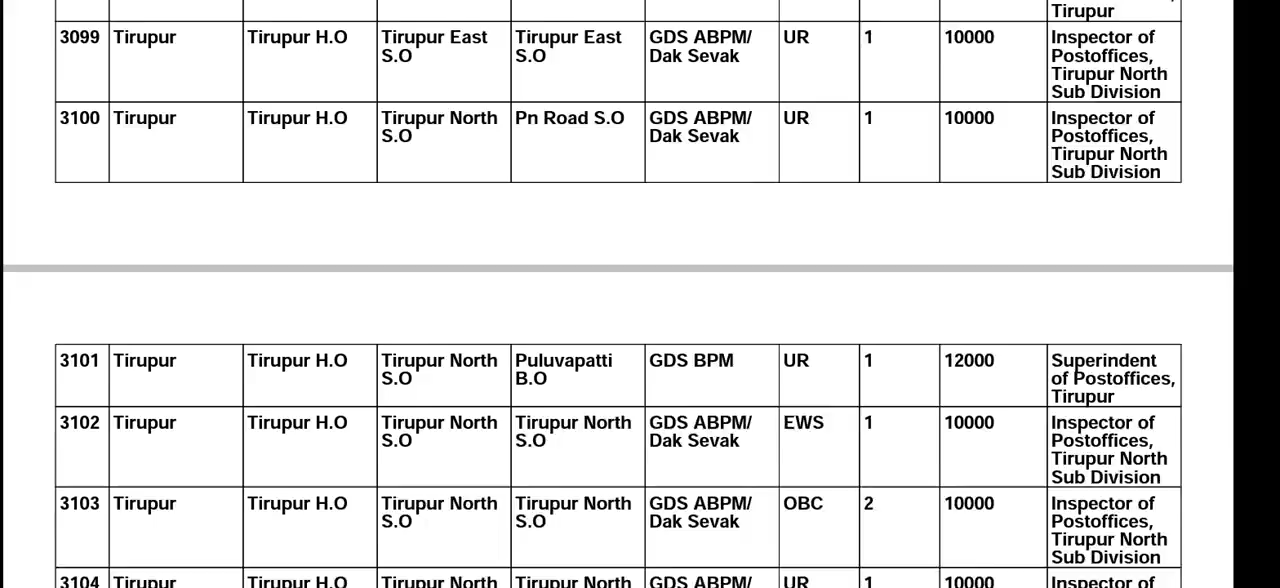 Tirupur
3099 Tirupur Tirupur H.O Tirupur East Tirupur East GDS ABPM/ UR 1 10000 Inspector of
S.O S.O Dak Sevak Postoffices,
Tirupur North
Sub Division
3100 Tirupur Tirupur H.O Tirupur North Pn Road S.O GDS ABPM/ UR 1 10000 Inspector of
S.O Dak Sevak Postoffices,
Tirupur North
Sub Division
3101 Tirupur Tirupur H.O Tirupur North Puluvapatti GDS BPM UR 1 12000 Superindent
S.O B.O of Postoffices,
Tirupur
3102 Tirupur Tirupur H.O Tirupur North Tirupur North GDS ABPM/ EWS 1 10000 Inspector of
S.O S.O Dak Sevak Postoffices,
Tirupur North
Sub Division
3103 Tirupur Tirupur H.O Tirupur North Tirupur North GDS ABPM/ OBC 2 10000 Inspector of
S.O S.O Dak Sevak Postoffices,
Tirupur North
Sub Division
3104 Tirupur Tirupur H.O Tirupur North Tirupur North GDS ABPM/ UR 1 10000 Inspector of